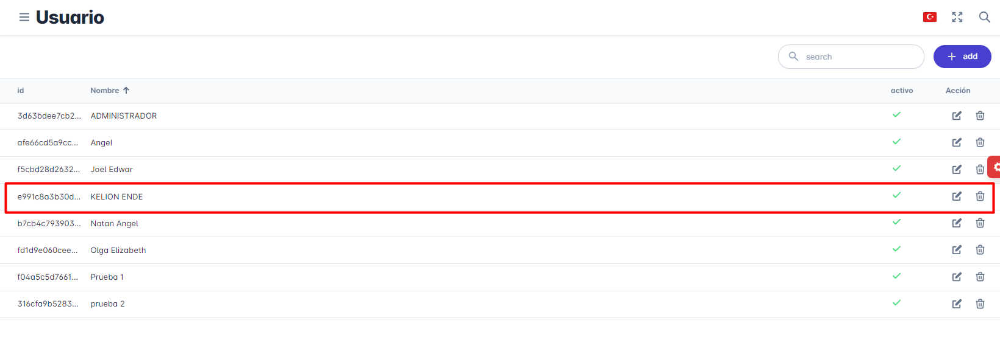 Usuario
search
add
id Nombre activo Acción
3d63bdee7cb2... ADMINISTRADOR
afe66cd5a9cc... Angel
f5cbd28d2632... Joel Edwar
e991c8a3b30d... KELION ENDE
b7cb4c793903... Natan Angel
fd1d9e060cee... Olga Elizabeth
f04a5c5d7661... Prueba 1
316cfa9b5283... prueba 2